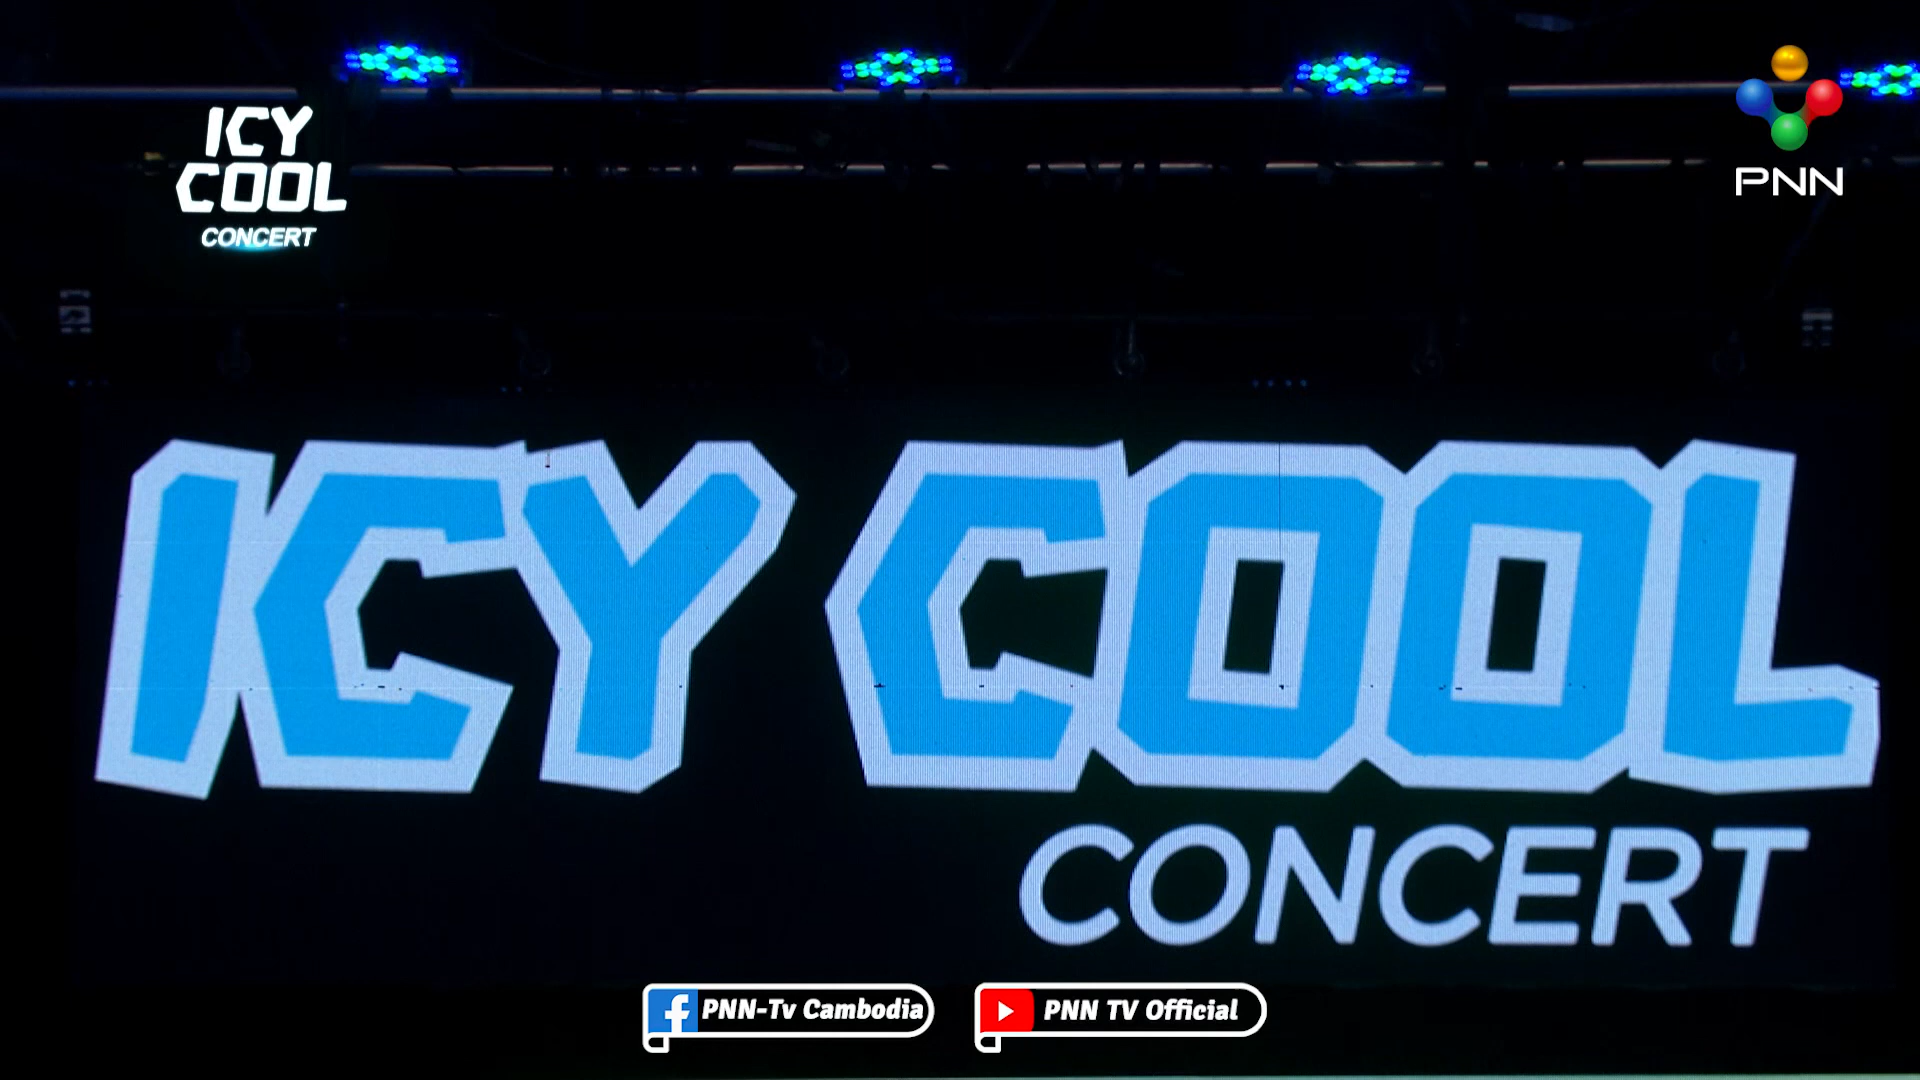 ICY
COOL
CONCERT
PNN
ICY COOL
CONCERT
PNN-Tv Cambodia
PNN TV Official